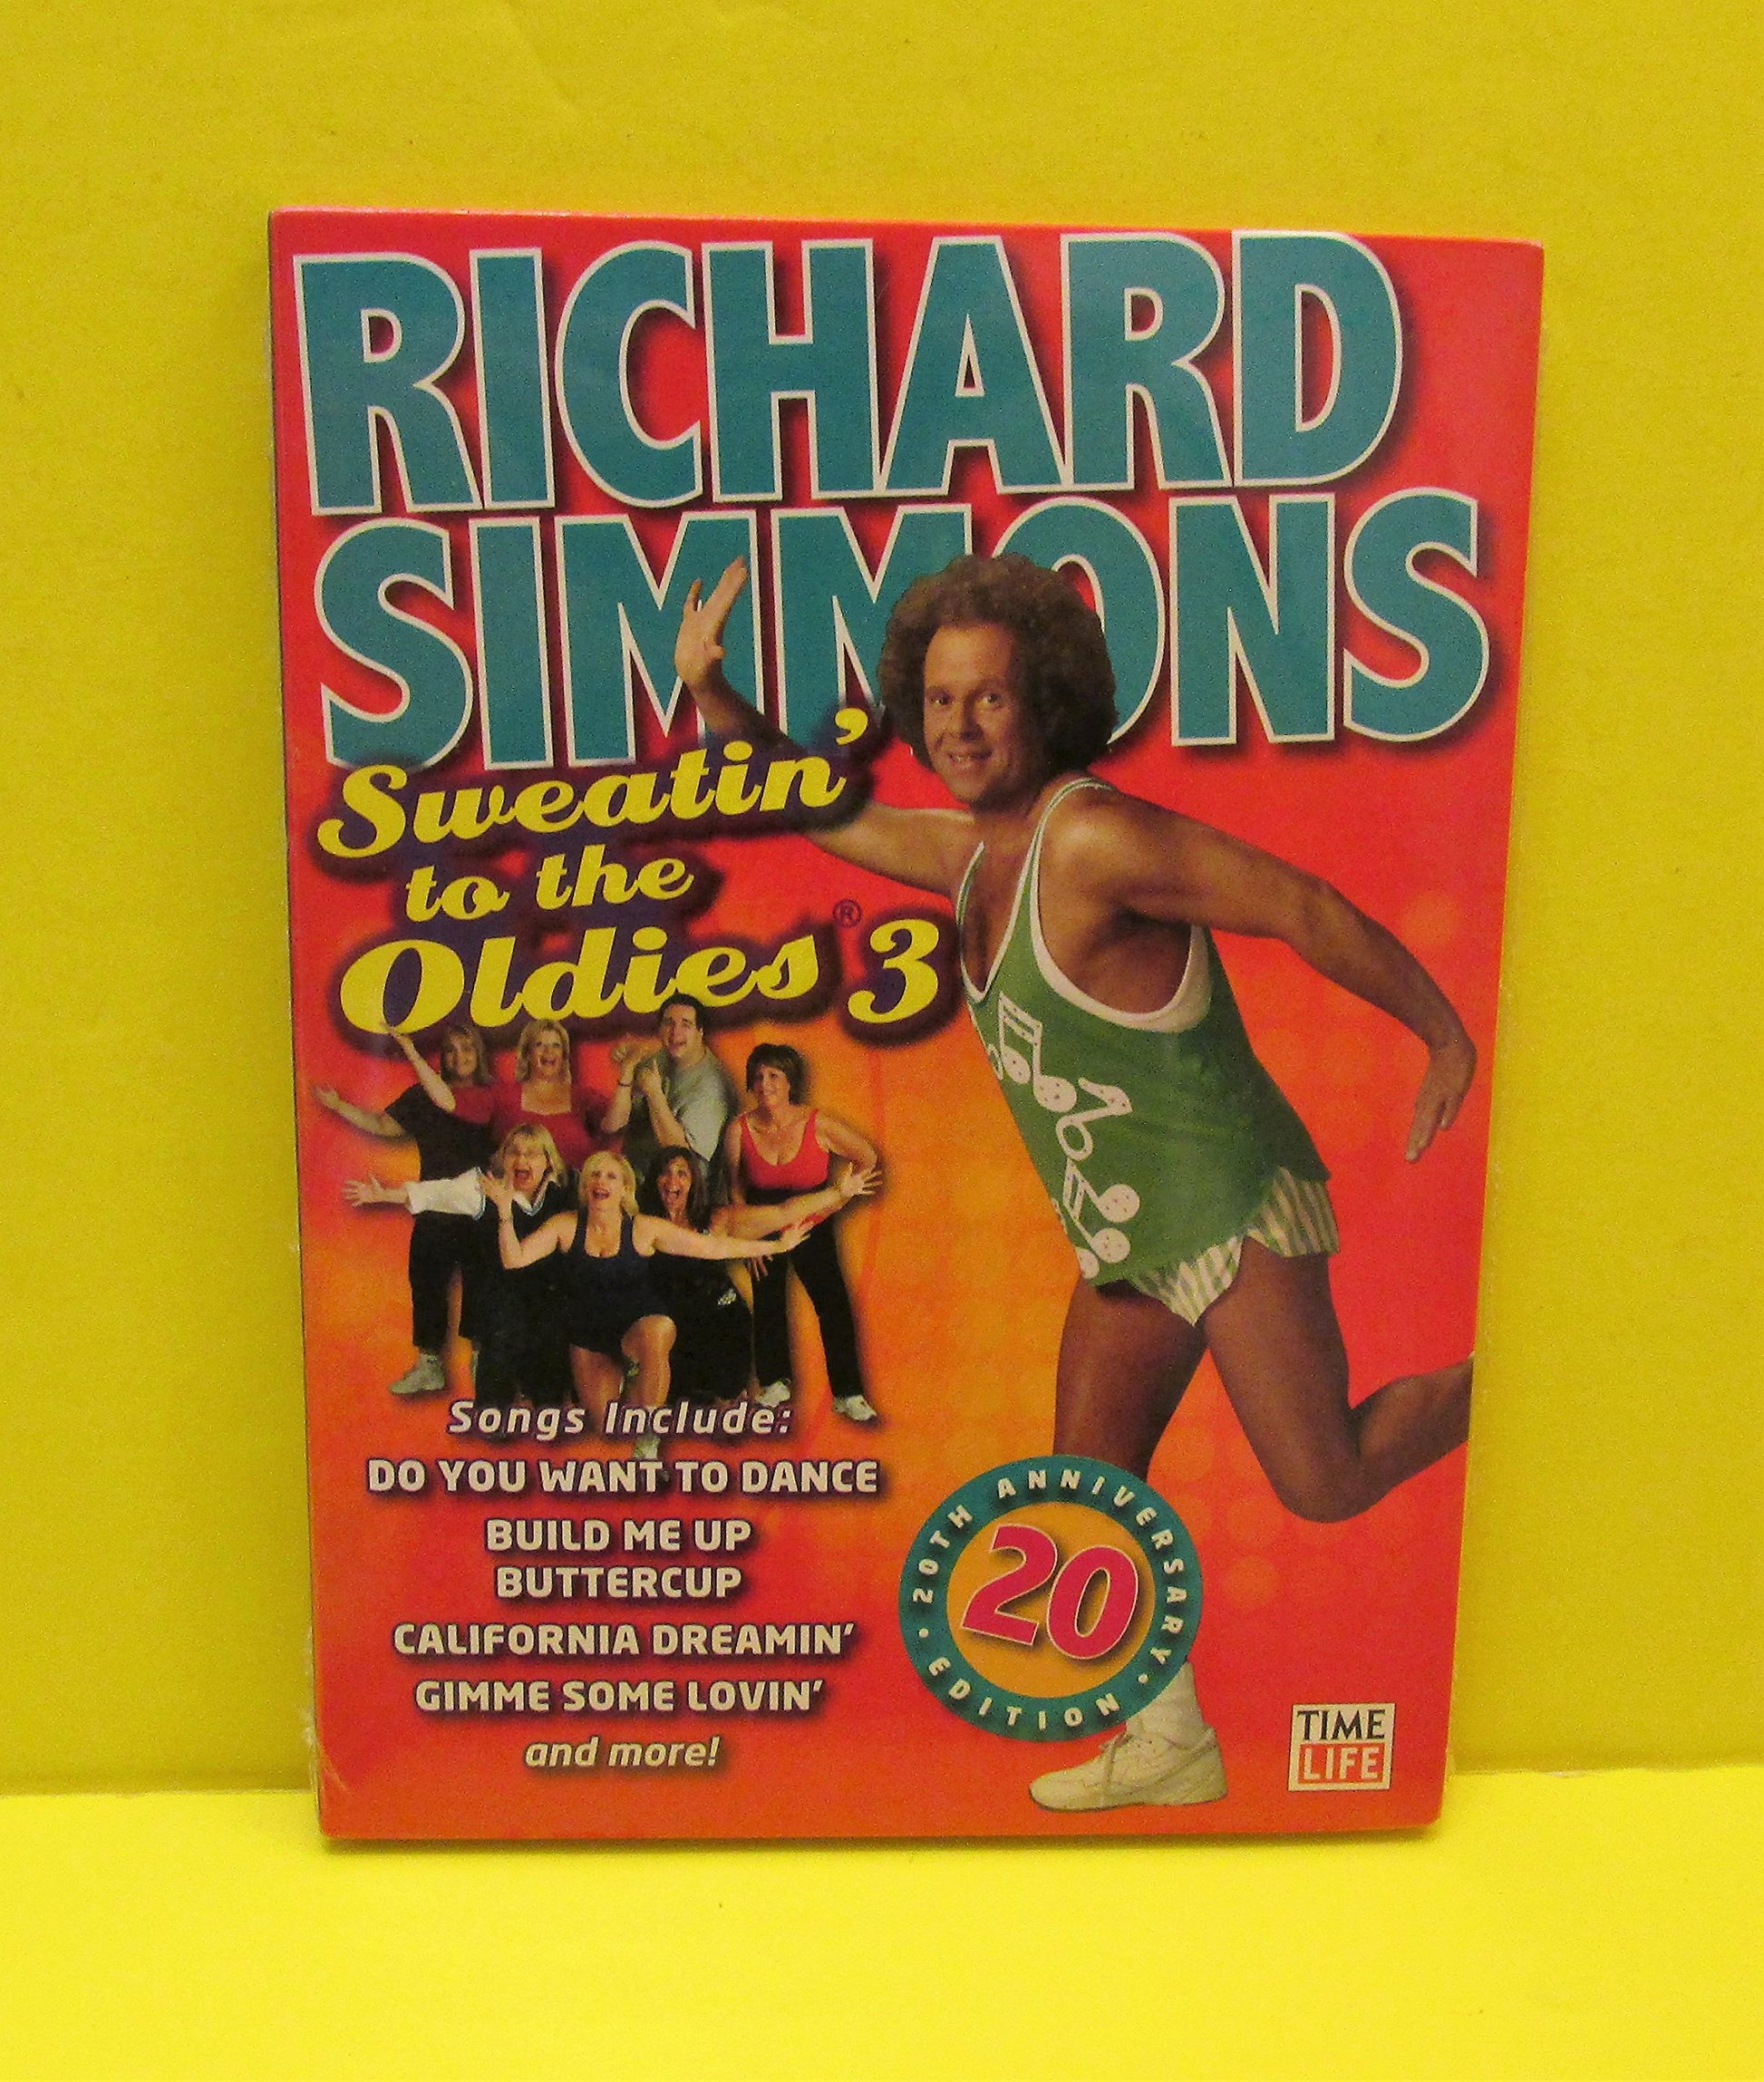 RICHARD
SIMMONS
Sweatin'
to the
Oldies® 3
Songs Include:
DO YOU WANT TO DANCE
BUILD ME UP
BUTTERCUP
CALIFORNIA DREAMIN'
GIMME SOME LOVIN'
and more!
20TH ANNIVERSARY
20
• EDITION •
TIME
LIFE